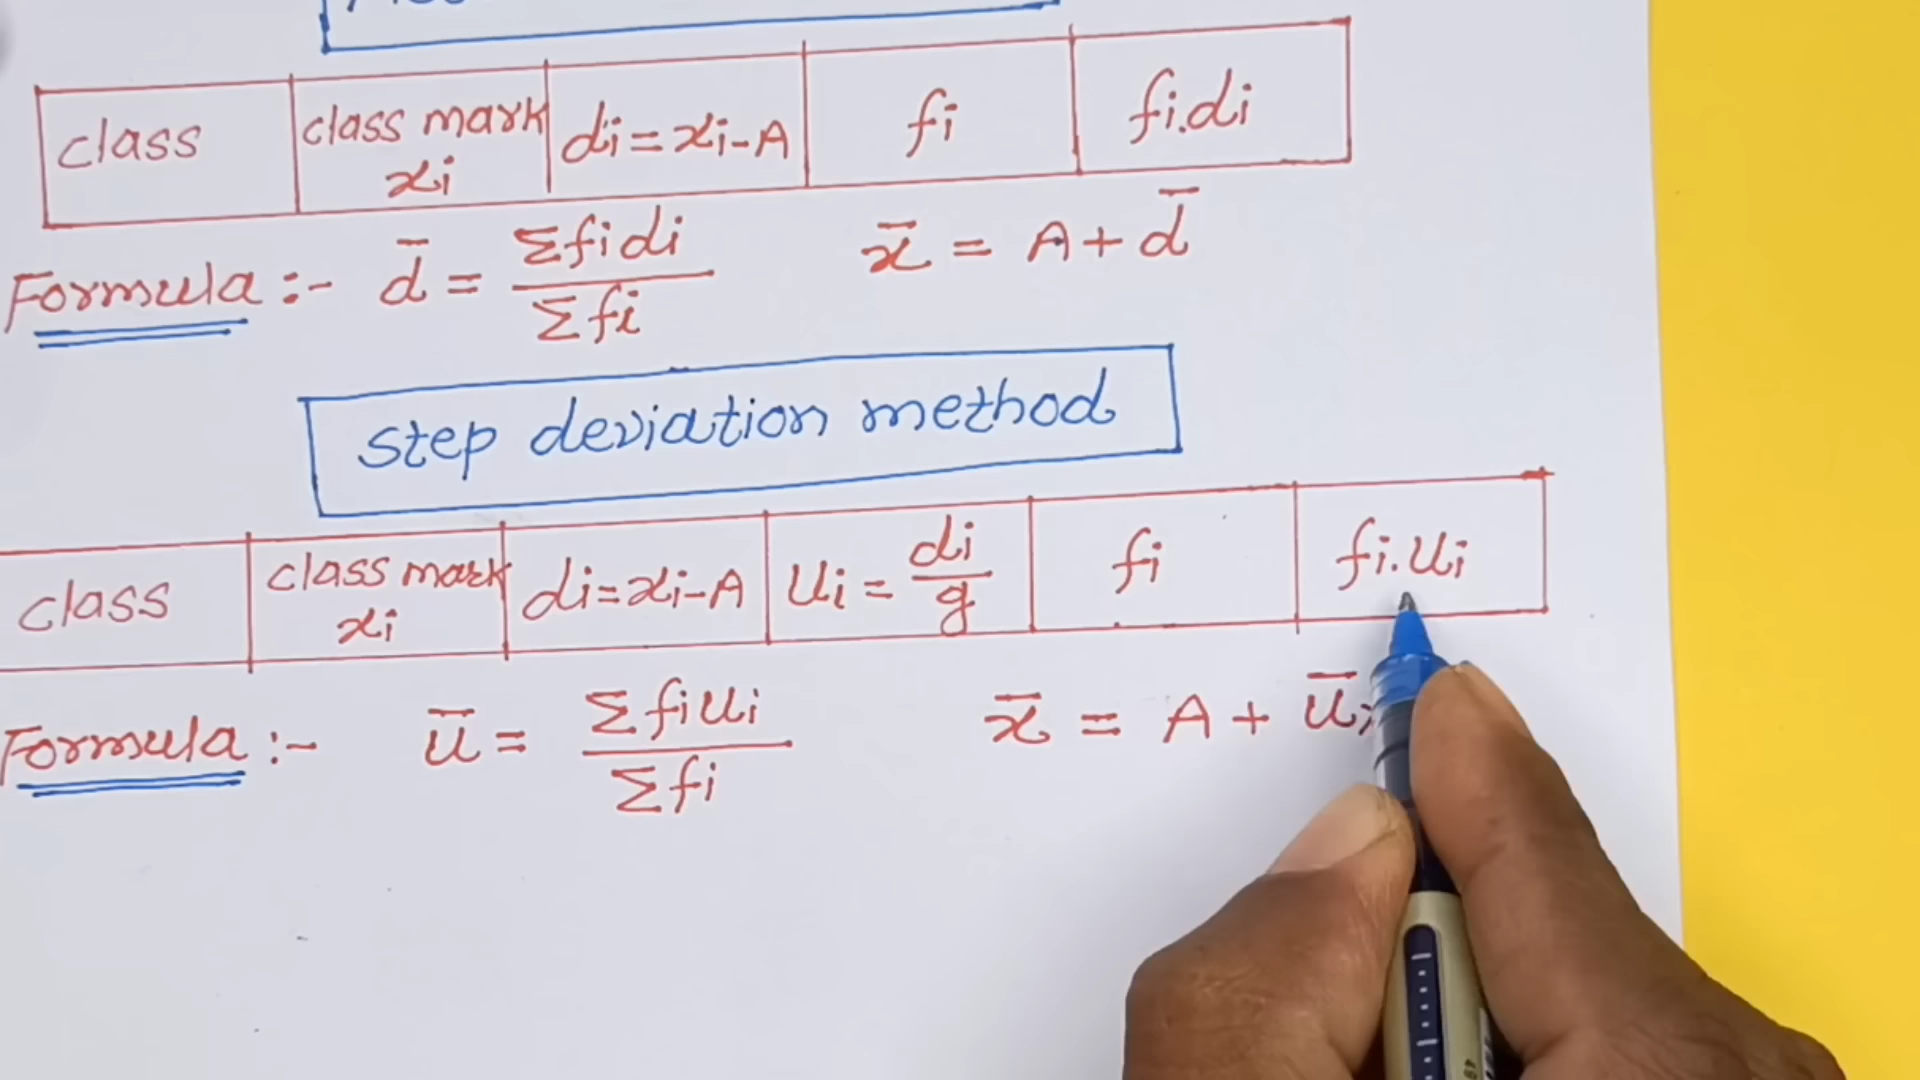 class | class mark xi | di = xi - A | fi | fi.di
Formula :- d̄ = Σfidi / Σfi   x̄ = A + d̄
step deviation method
class | class mark xi | di = xi - A | ui = di / g | fi | fi.ui
Formula :- ū = Σfiui / Σfi   x̄ = A + ū